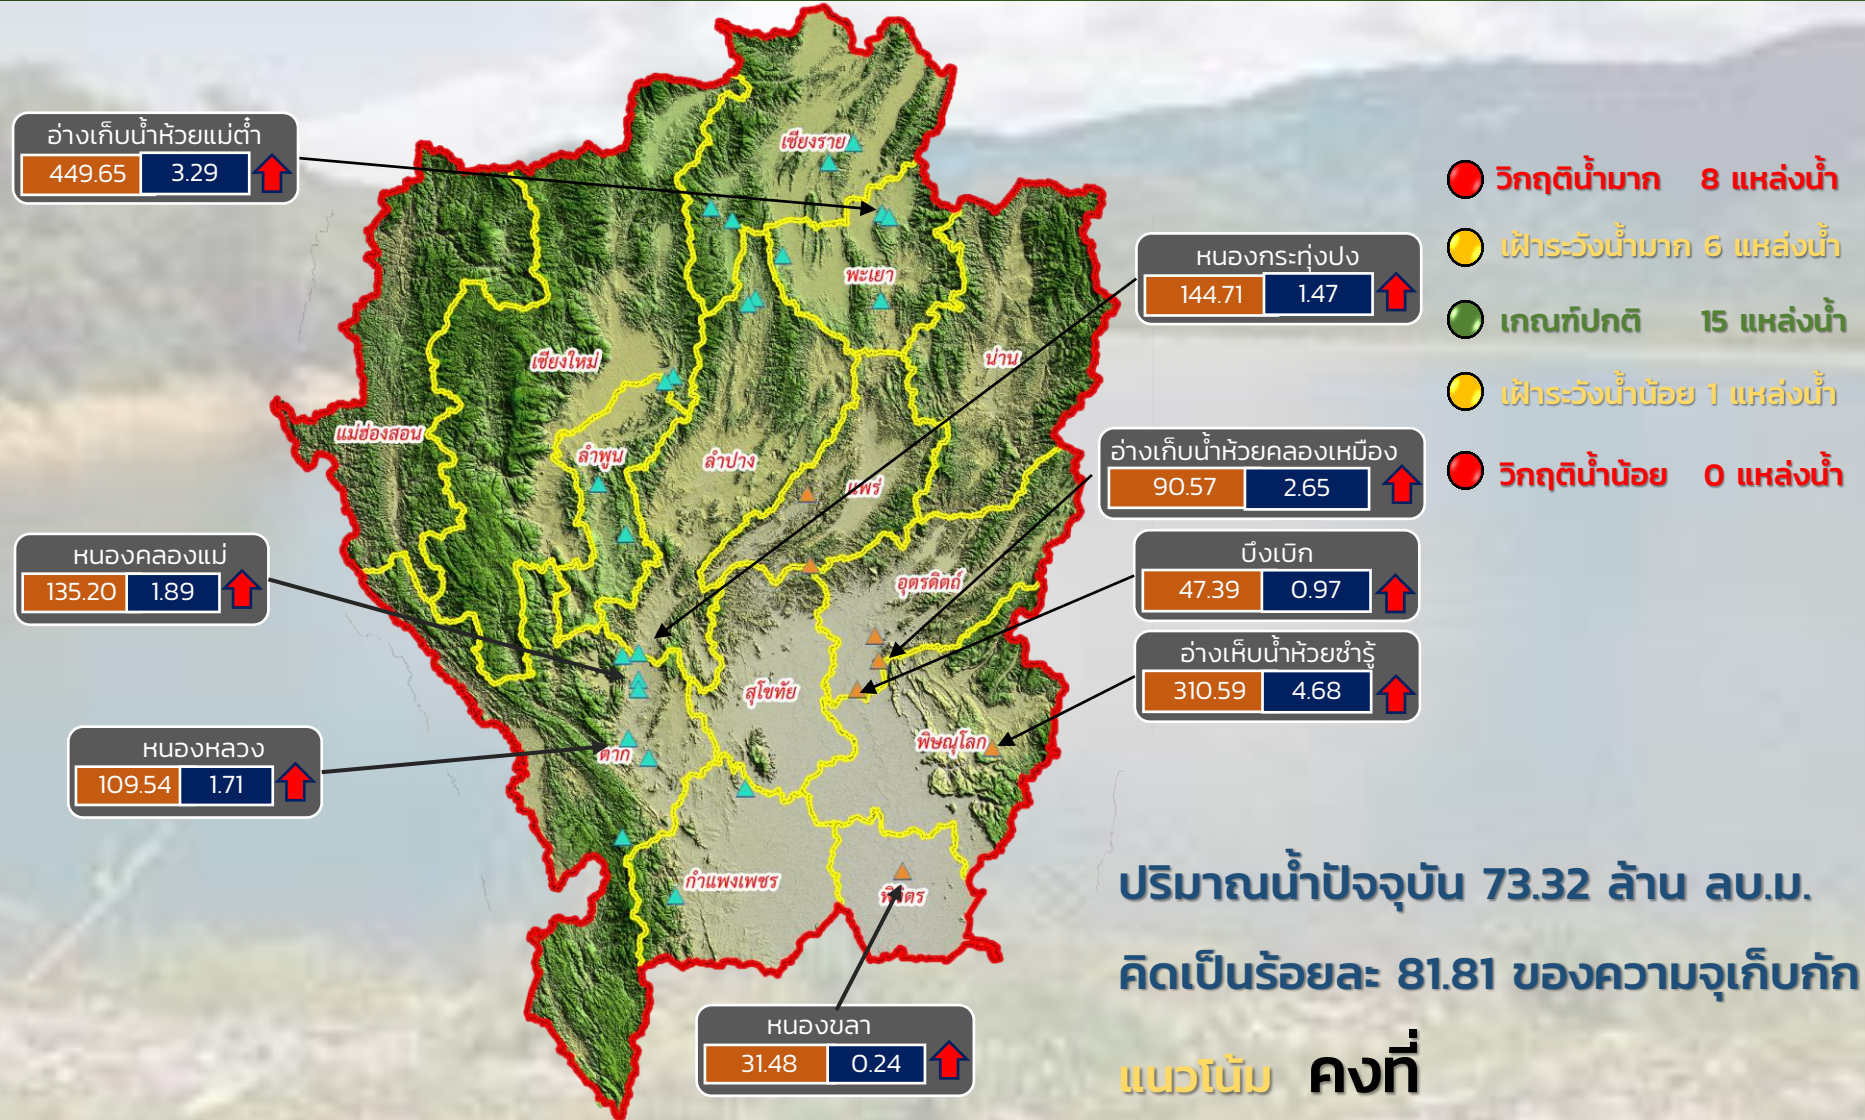 อ่างเก็บน้ำห้วยแม่ต่ำ
449.65 3.29
เชียงราย
วิกฤติน้ำมาก 8 แหล่งน้ำ
เฝ้าระวังน้ำมาก 6 แหล่งน้ำ
หนองกระทุ่งปง
144.71 1.47
พะเยา
เกณฑ์ปกติ 15 แหล่งน้ำ
น่าน
เชียงใหม่
เฝ้าระวังน้ำน้อย 1 แหล่งน้ำ
แม่ฮ่องสอน
ลำพูน
ลำปาง
แพร่
อ่างเก็บน้ำห้วยคลองเหมือง
90.57 2.65
วิกฤติน้ำน้อย 0 แหล่งน้ำ
หนองคลองแม่
135.20 1.89
บึงเบิก
47.39 0.97
อุตรดิตถ์
อ่างเห็บน้ำห้วยซำรู้
310.59 4.68
สุโขทัย
หนองหลวง
109.54 1.71
ตาก
พิษณุโลก
กำแพงเพชร
ปริมาณน้ำปัจจุบัน 73.32 ล้าน ลบ.ม.
คิดเป็นร้อยละ 81.81 ของความจุเก็บกัก
หนองขลา
31.48 0.24
แนวโน้ม คงที่